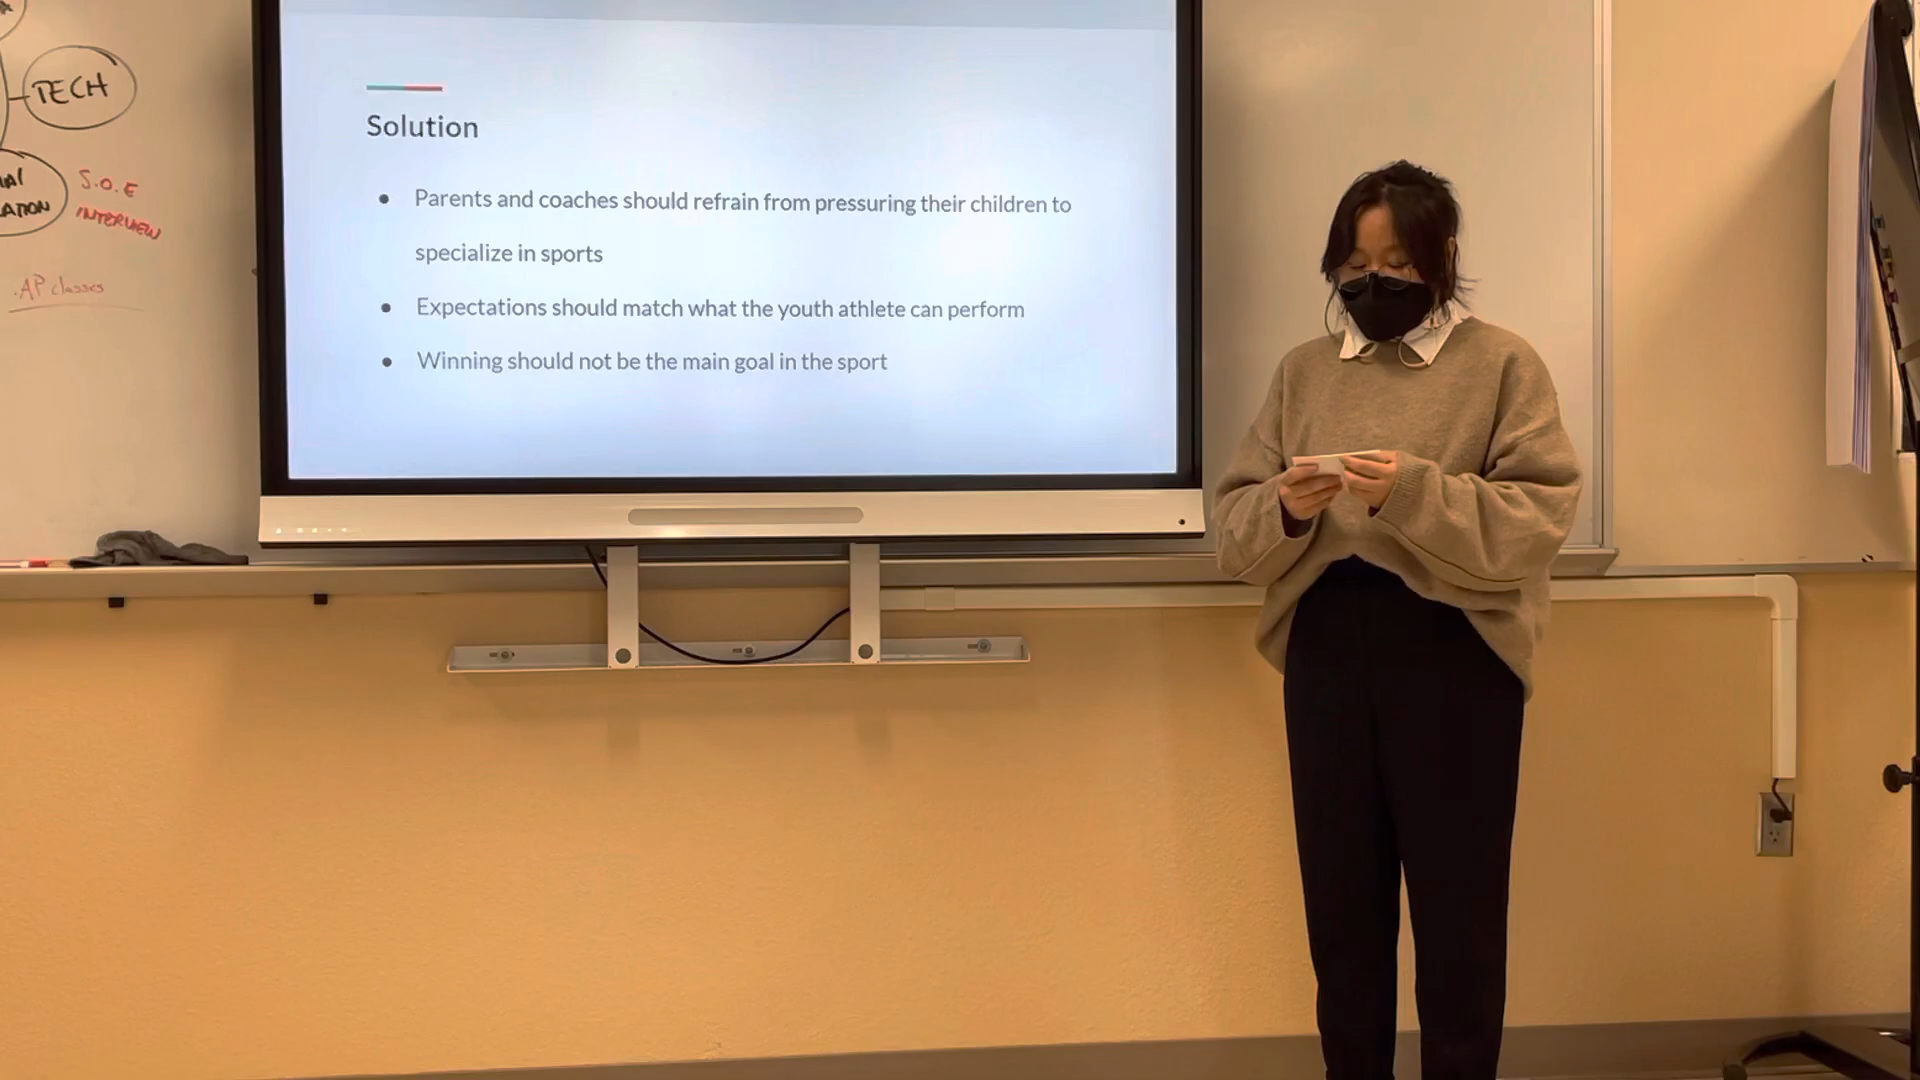 TECH
S.O.E
INTERVIEW
AP classes
Solution
• Parents and coaches should refrain from pressuring their children to
specialize in sports
• Expectations should match what the youth athlete can perform
• Winning should not be the main goal in the sport